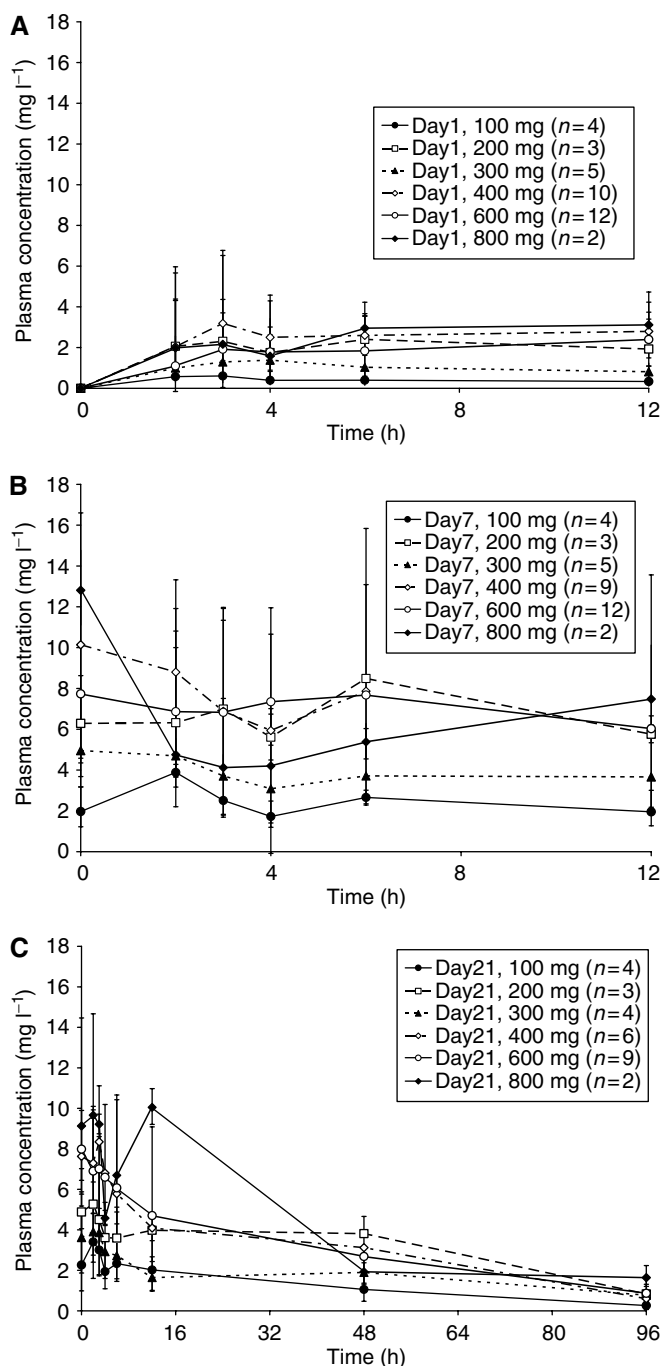 A
18
16
14
12
10
8
6
4
2
0
Plasma concentration (mg l−1)
Day1, 100 mg (n=4)
Day1, 200 mg (n=3)
Day1, 300 mg (n=5)
Day1, 400 mg (n=10)
Day1, 600 mg (n=12)
Day1, 800 mg (n=2)
0 4 8 12
Time (h)
B
18
16
14
12
10
8
6
4
2
0
Plasma concentration (mg l−1)
Day7, 100 mg (n=4)
Day7, 200 mg (n=3)
Day7, 300 mg (n=5)
Day7, 400 mg (n=9)
Day7, 600 mg (n=12)
Day7, 800 mg (n=2)
0 4 8 12
Time (h)
C
18
16
14
12
10
8
6
4
2
0
Plasma concentration (mg l−1)
Day21, 100 mg (n=4)
Day21, 200 mg (n=3)
Day21, 300 mg (n=4)
Day21, 400 mg (n=6)
Day21, 600 mg (n=9)
Day21, 800 mg (n=2)
0 16 32 48 64 80 96
Time (h)